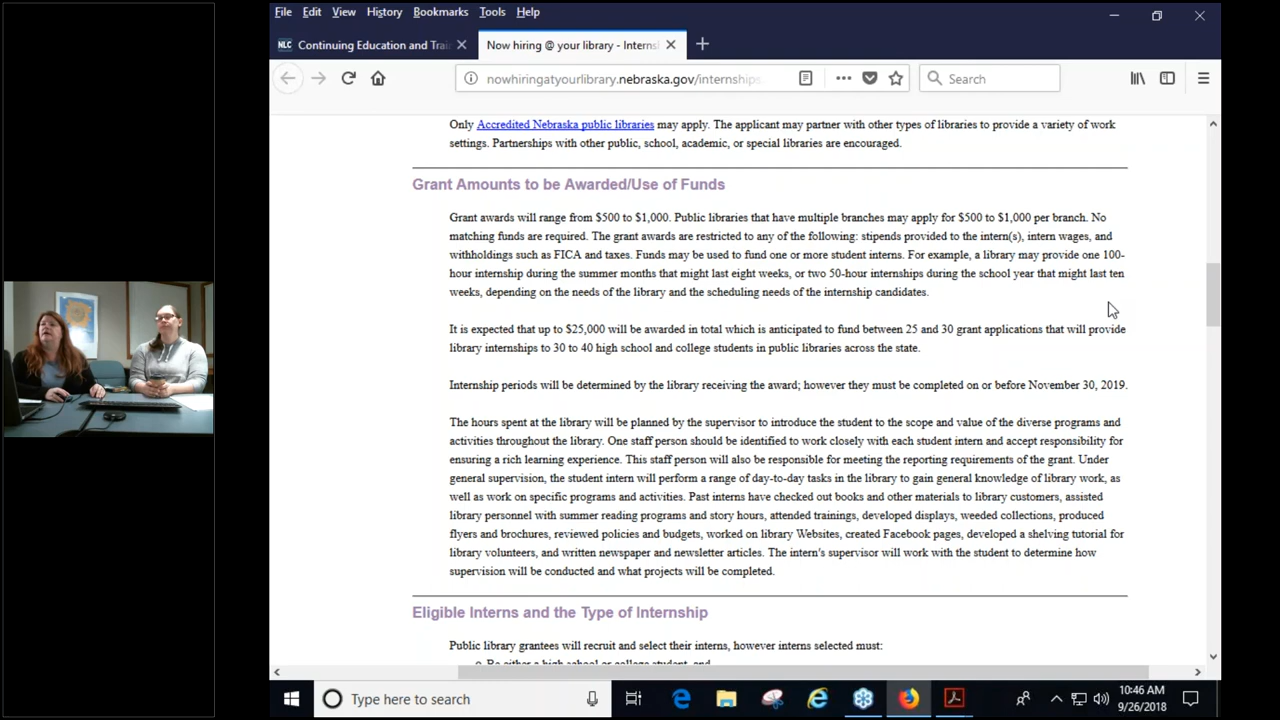 File Edit View History Bookmarks Tools Help
NLC Continuing Education and Trai
Now hiring @ your library - Interns
nowhiringatyourlibrary.nebraska.gov/internships
Search
Only Accredited Nebraska public libraries may apply. The applicant may partner with other types of libraries to provide a variety of work
settings. Partnerships with other public, school, academic, or special libraries are encouraged.
Grant Amounts to be Awarded/Use of Funds
Grant awards will range from $500 to $1,000. Public libraries that have multiple branches may apply for $500 to $1,000 per branch. No
matching funds are required. The grant awards are restricted to any of the following: stipends provided to the intern(s), intern wages, and
withholdings such as FICA and taxes. Funds may be used to fund one or more student interns. For example, a library may provide one 100-
hour internship during the summer months that might last eight weeks, or two 50-hour internships during the school year that might last ten
weeks, depending on the needs of the library and the scheduling needs of the internship candidates.
It is expected that up to $25,000 will be awarded in total which is anticipated to fund between 25 and 30 grant applications that will provide
library internships to 30 to 40 high school and college students in public libraries across the state.
Internship periods will be determined by the library receiving the award; however they must be completed on or before November 30, 2019.
The hours spent at the library will be planned by the supervisor to introduce the student to the scope and value of the diverse programs and
activities throughout the library. One staff person should be identified to work closely with each student intern and accept responsibility for
ensuring a rich learning experience. This staff person will also be responsible for meeting the reporting requirements of the grant. Under
general supervision, the student intern will perform a range of day-to-day tasks in the library to gain general knowledge of library work, as
well as work on specific programs and activities. Past interns have checked out books and other materials to library customers, assisted
library personnel with summer reading programs and story hours, attended trainings, developed displays, weeded collections, produced
flyers and brochures, reviewed policies and budgets, worked on library Websites, created Facebook pages, developed a shelving tutorial for
library volunteers, and written newspaper and newsletter articles. The intern's supervisor will work with the student to determine how
supervision will be conducted and what projects will be completed.
Eligible Interns and the Type of Internship
Public library grantees will recruit and select their interns, however interns selected must:
Be either a high school or college student, and
Type here to search
10:46 AM
9/26/2018